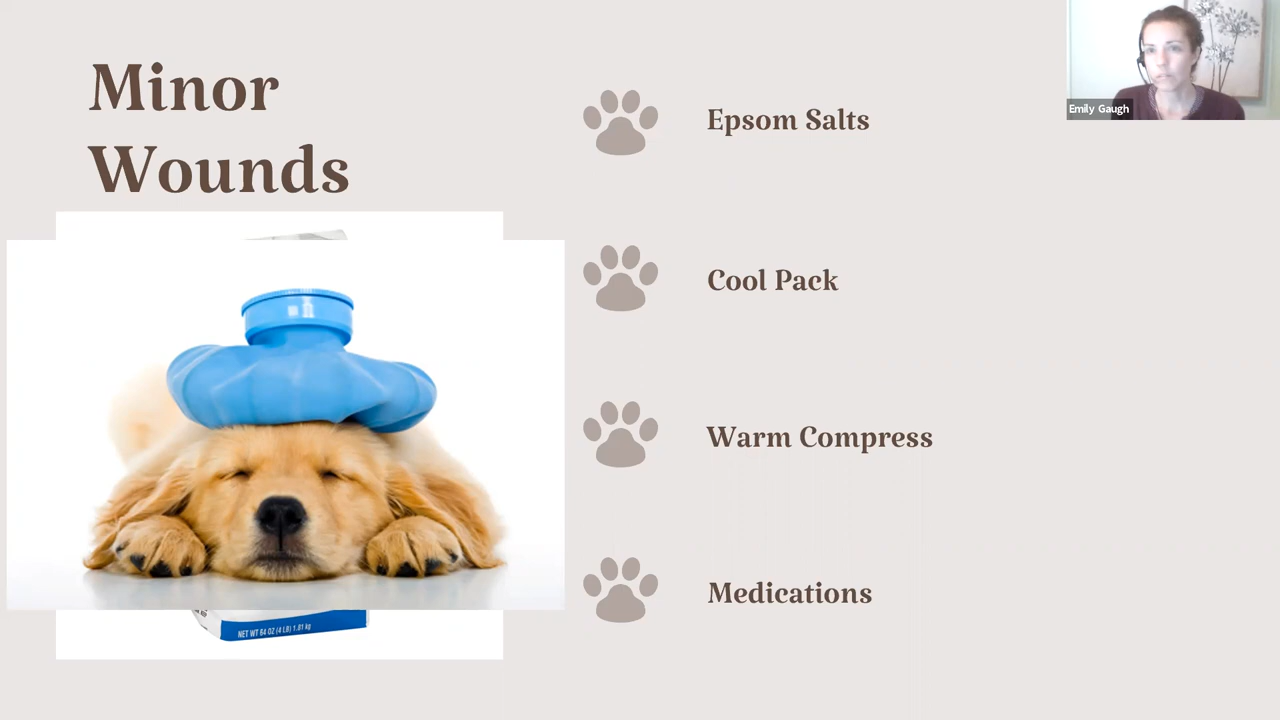 Minor
Wounds
Epsom Salts
Cool Pack
Warm Compress
Medications
Emily Gaugh
NET WT 64 OZ (4 LB) 1.81 kg